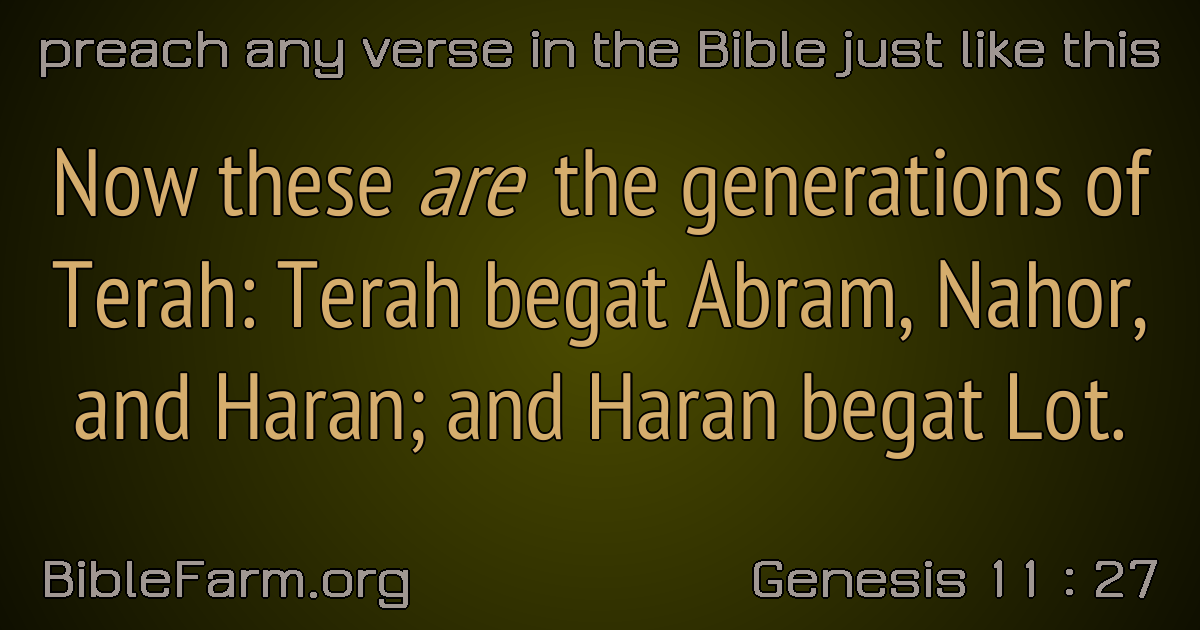 preach any verse in the Bible just like this
Now these are the generations of
Terah: Terah begat Abram, Nahor,
and Haran; and Haran begat Lot.
BibleFarm.org
Genesis 11 : 27